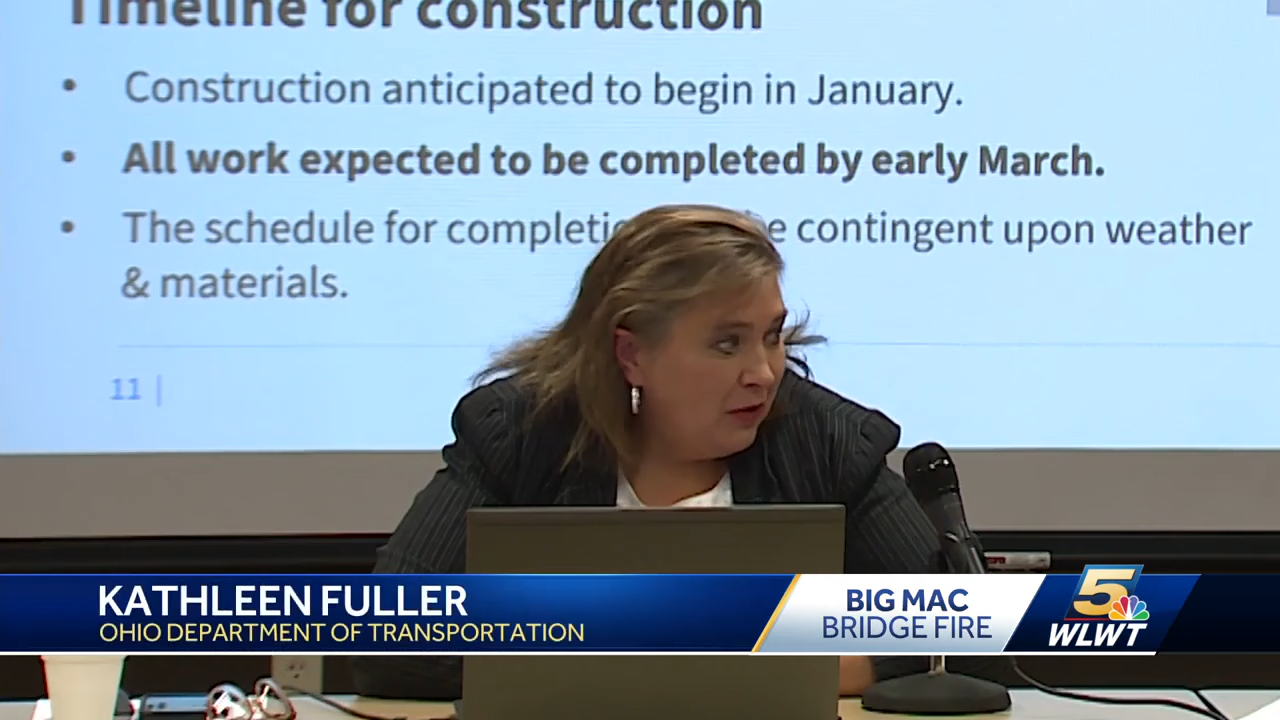 Timeline for construction
• Construction anticipated to begin in January.
• All work expected to be completed by early March.
• The schedule for contingent upon weather
& materials.
11 |
KATHLEEN FULLER
OHIO DEPARTMENT OF TRANSPORTATION
BIG MAC
BRIDGE FIRE
5
WLWT